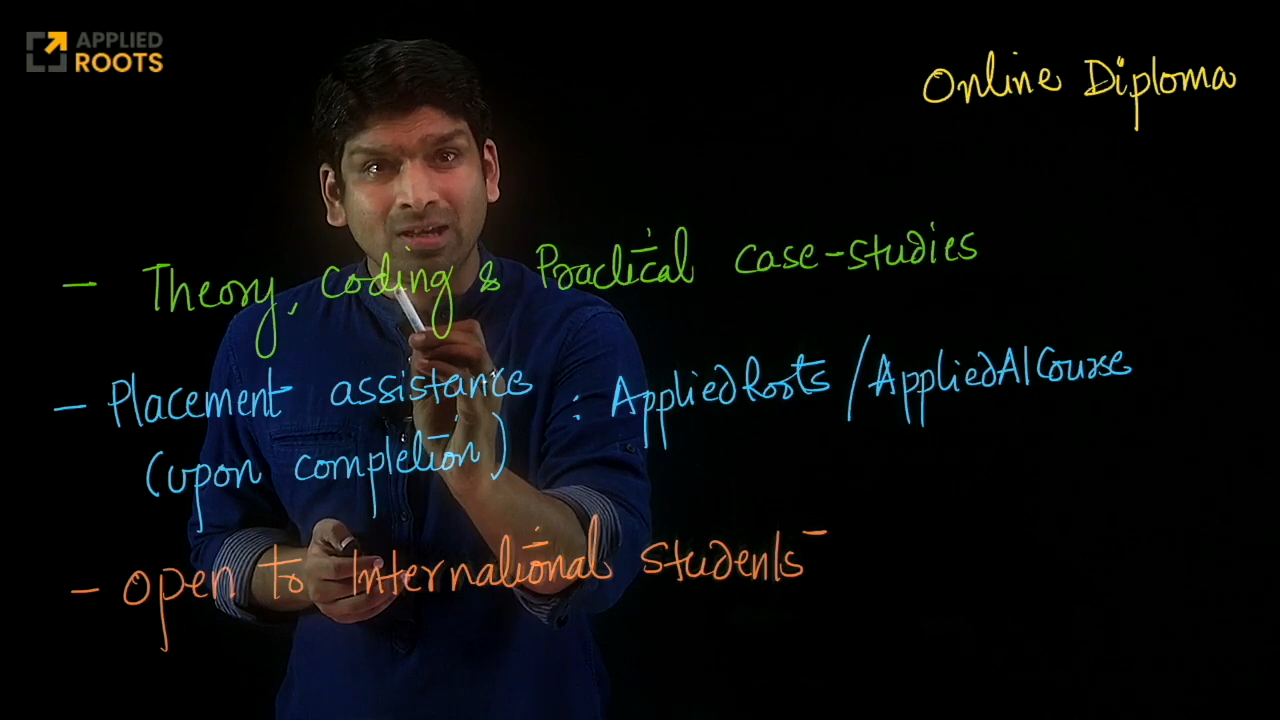 APPLIED
ROOTS
Online Diploma
- Theory, Coding & Practical case-studies
- Placement assistance : AppliedRoots / AppliedAICourse
(upon completion)
- Open to International students